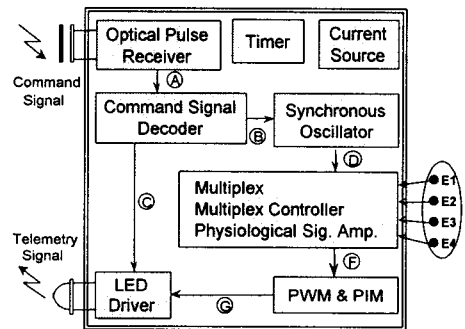 Optical Pulse
Receiver
Timer
Current
Source
Command
Signal
A
Command Signal
Decoder
B
Synchronous
Oscillator
C
D
Multiplex
Multiplex Controller
Physiological Sig. Amp.
E1
E2
E3
E4
Telemetry
Signal
F
LED
Driver
G
PWM & PIM